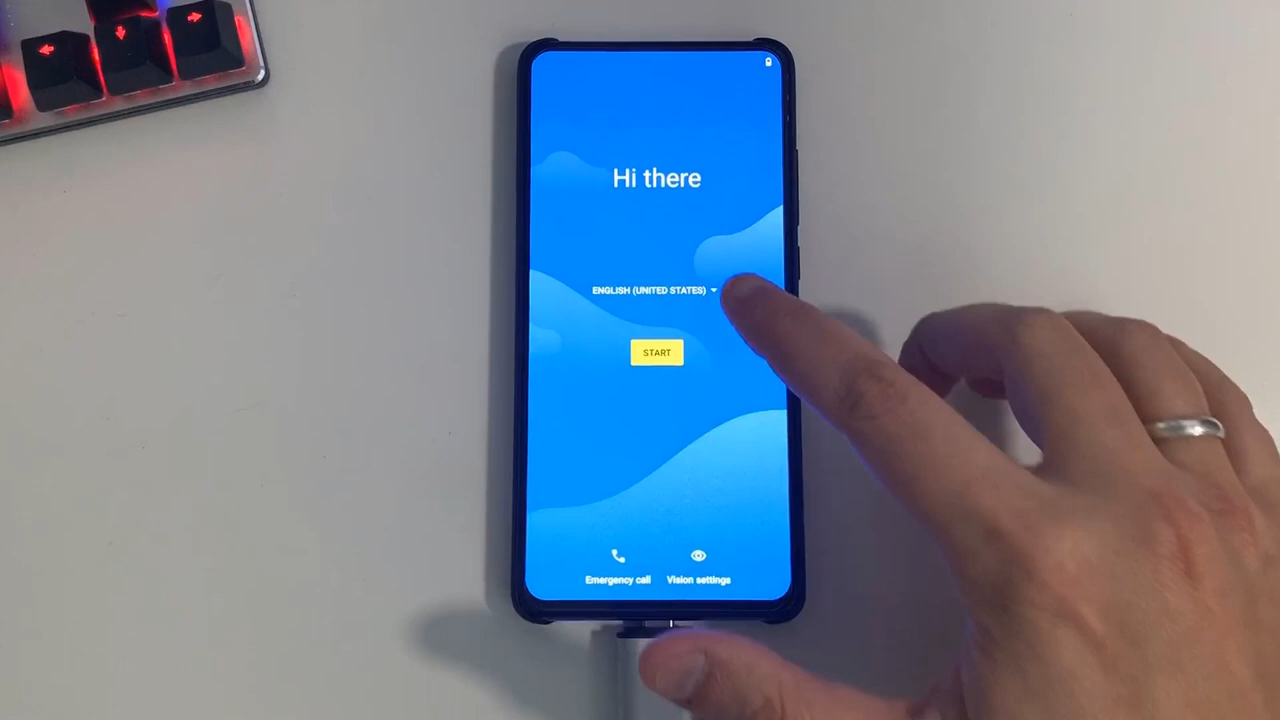 Hi there
ENGLISH (UNITED STATES)
START
Emergency call
Vision settings